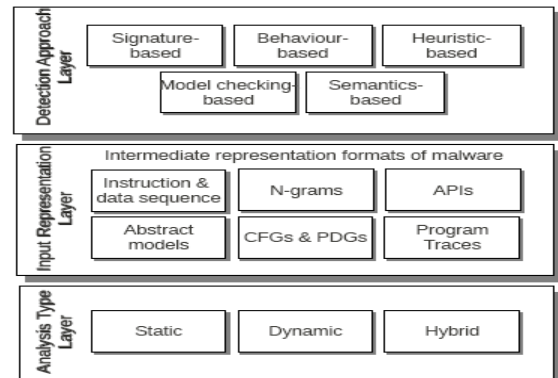 Detection Approach
Layer
Signature-
based
Behaviour-
based
Heuristic-
based
Model checking-
based
Semantics-
based
Input Representation
Layer
Intermediate representation formats of malware
Instruction &
data sequence
N-grams
APIs
Abstract
models
CFGs & PDGs
Program
Traces
Analysis Type
Layer
Static
Dynamic
Hybrid